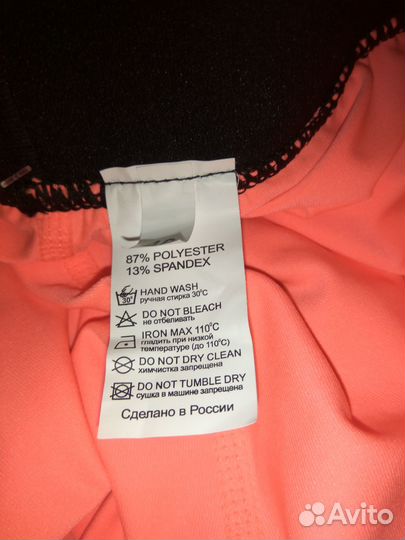 87% POLYESTER
13% SPANDEX
30°
HAND WASH
ручная стирка 30°C
DO NOT BLEACH
не отбеливать
IRON MAX 110°C
гладить при низкой
температуре (до 110°C)
DO NOT DRY CLEAN
химчистка запрещена
DO NOT TUMBLE DRY
сушка в машине запрещена
Сделано в России
Avito